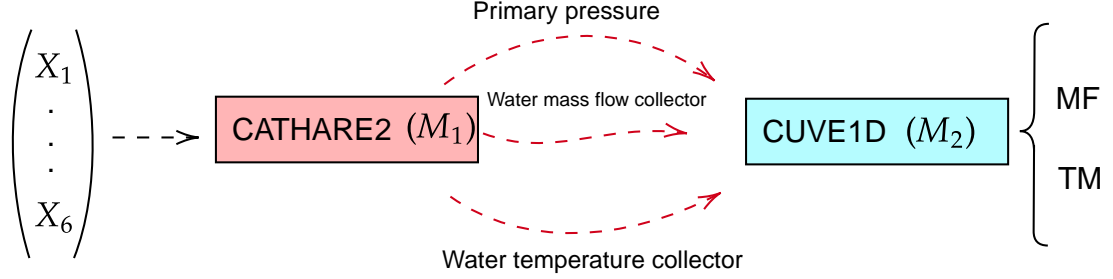 Primary pressure
X₁
.
.
.
X₆
CATHARE2 (M₁)
Water mass flow collector
CUVE1D (M₂)
MF
TM
Water temperature collector